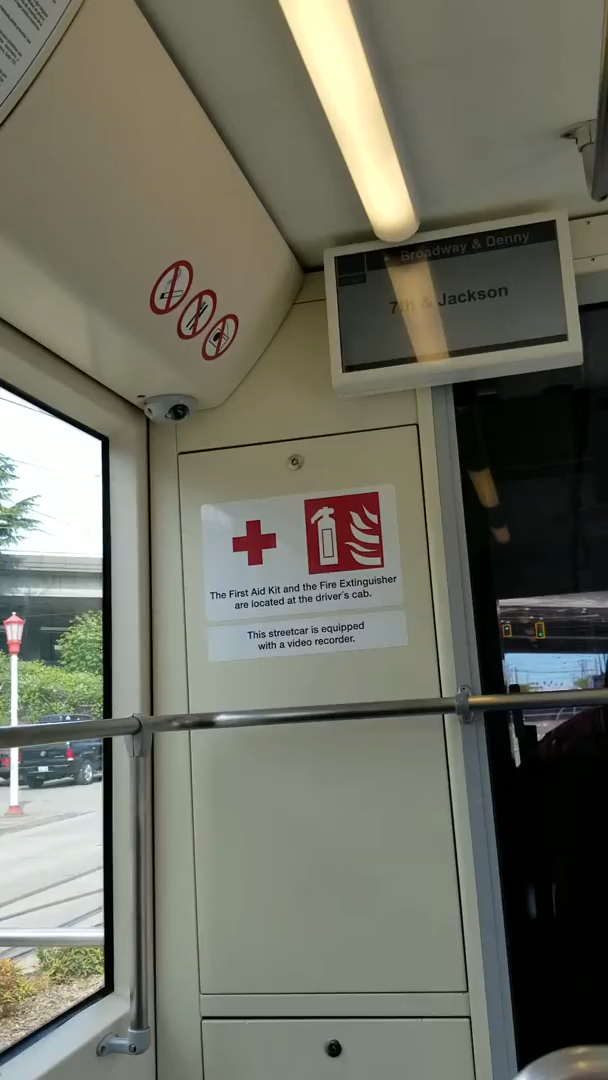 Broadway & Denny
7th & Jackson
The First Aid Kit and the Fire Extinguisher
are located at the driver´s cab.
This streetcar is equipped
with a video recorder.